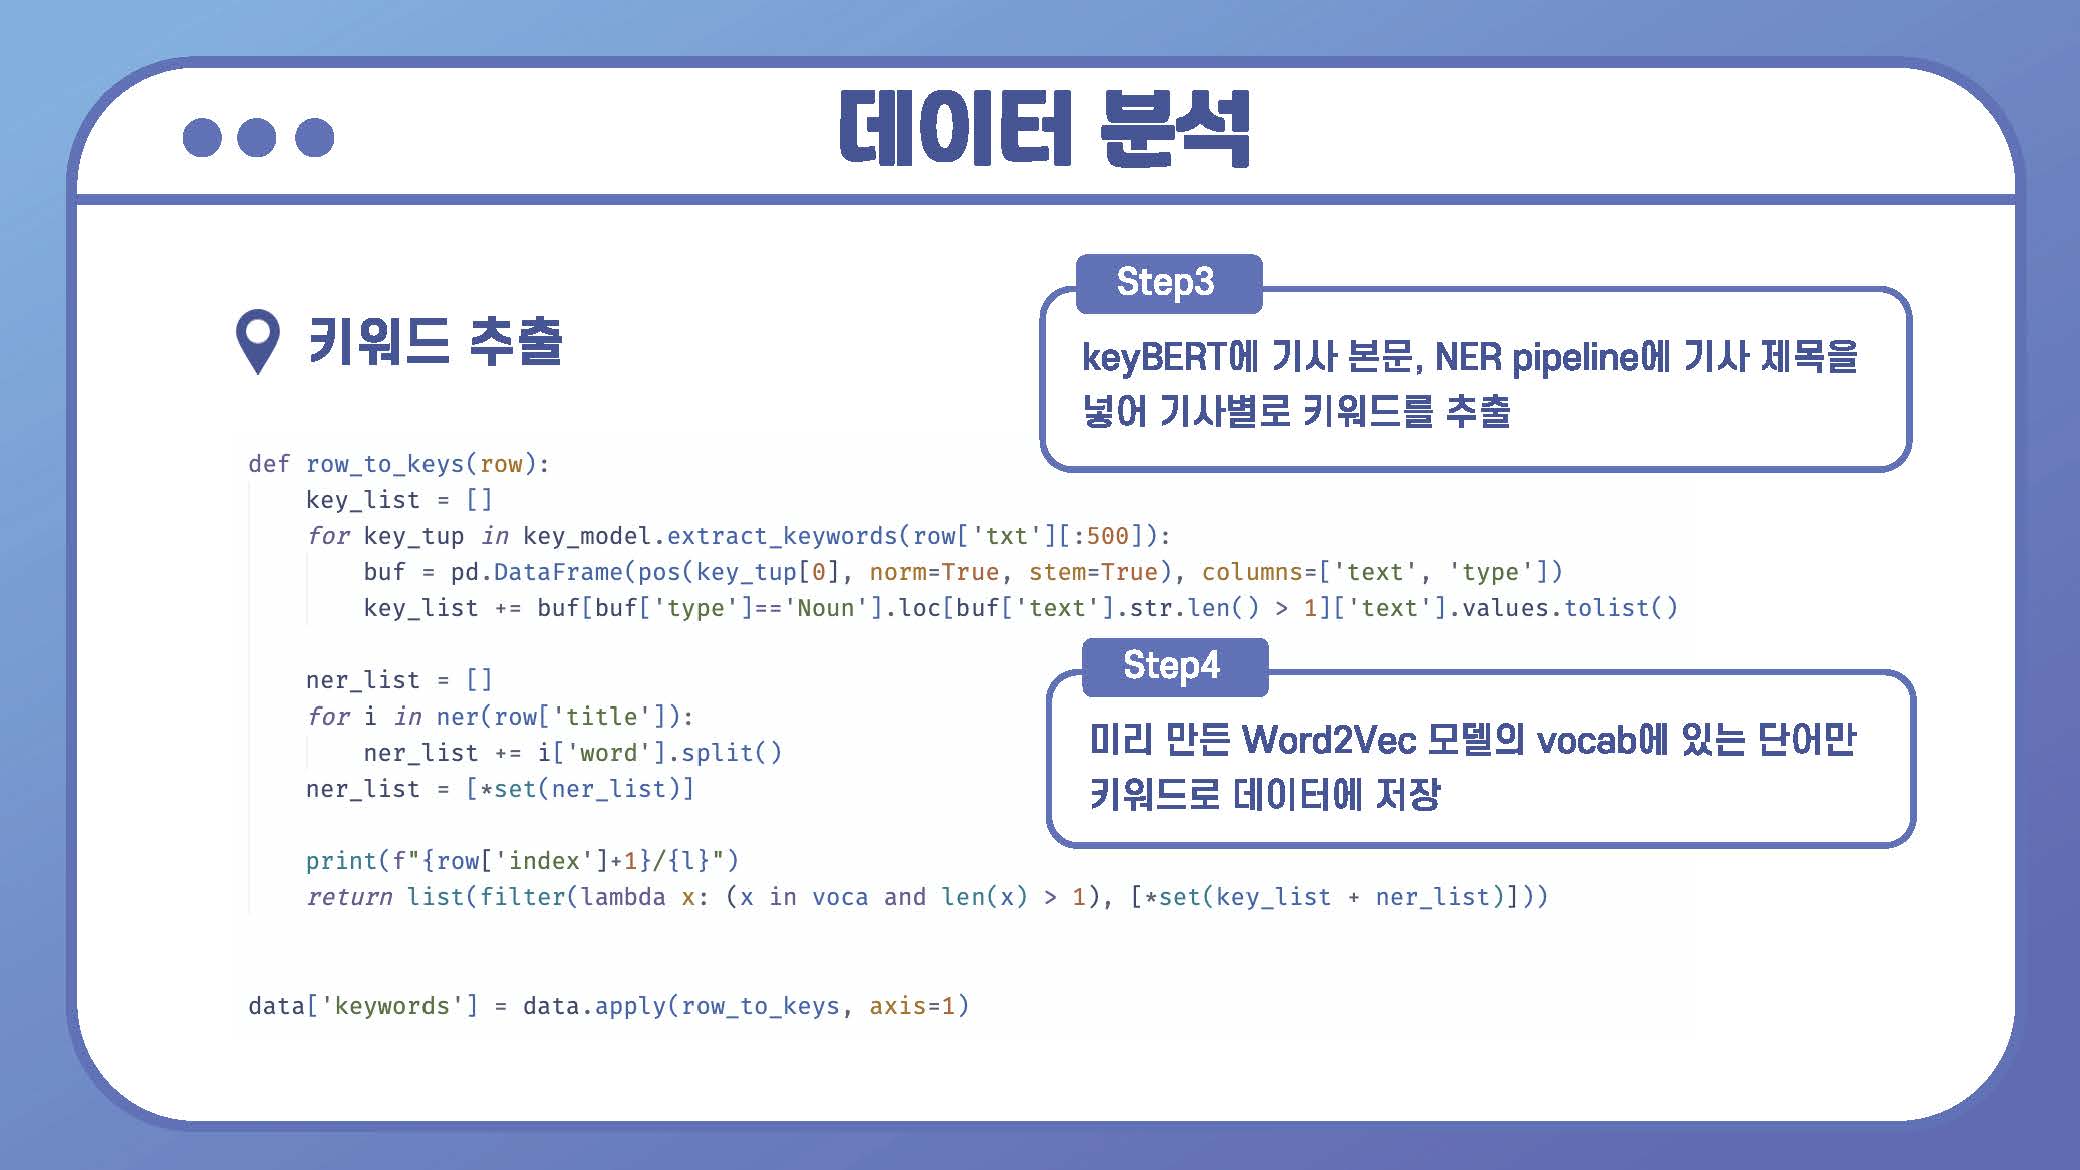 데이터 분석
키워드 추출
Step3
keyBERT에 기사 본문, NER pipeline에 기사 제목을
넣어 기사별로 키워드를 추출
def row_to_keys(row):
    key_list = []
    for key_tup in key_model.extract_keywords(row['txt'][:500]):
        buf = pd.DataFrame(pos(key_tup[0], norm=True, stem=True), columns=['text', 'type'])
        key_list += buf[buf['type']=='Noun'].loc[buf['text'].str.len() > 1]['text'].values.tolist()
    ner_list = []
    for i in ner(row['title']):
        ner_list += i['word'].split()
    ner_list = [*set(ner_list)]
Step4
미리 만든 Word2Vec 모델의 vocab에 있는 단어만
키워드로 데이터에 저장
    print(f"{row['index']+1}/{l}")
    return list(filter(lambda x: (x in voca and len(x) > 1), [*set(key_list + ner_list)]))
data['keywords'] = data.apply(row_to_keys, axis=1)